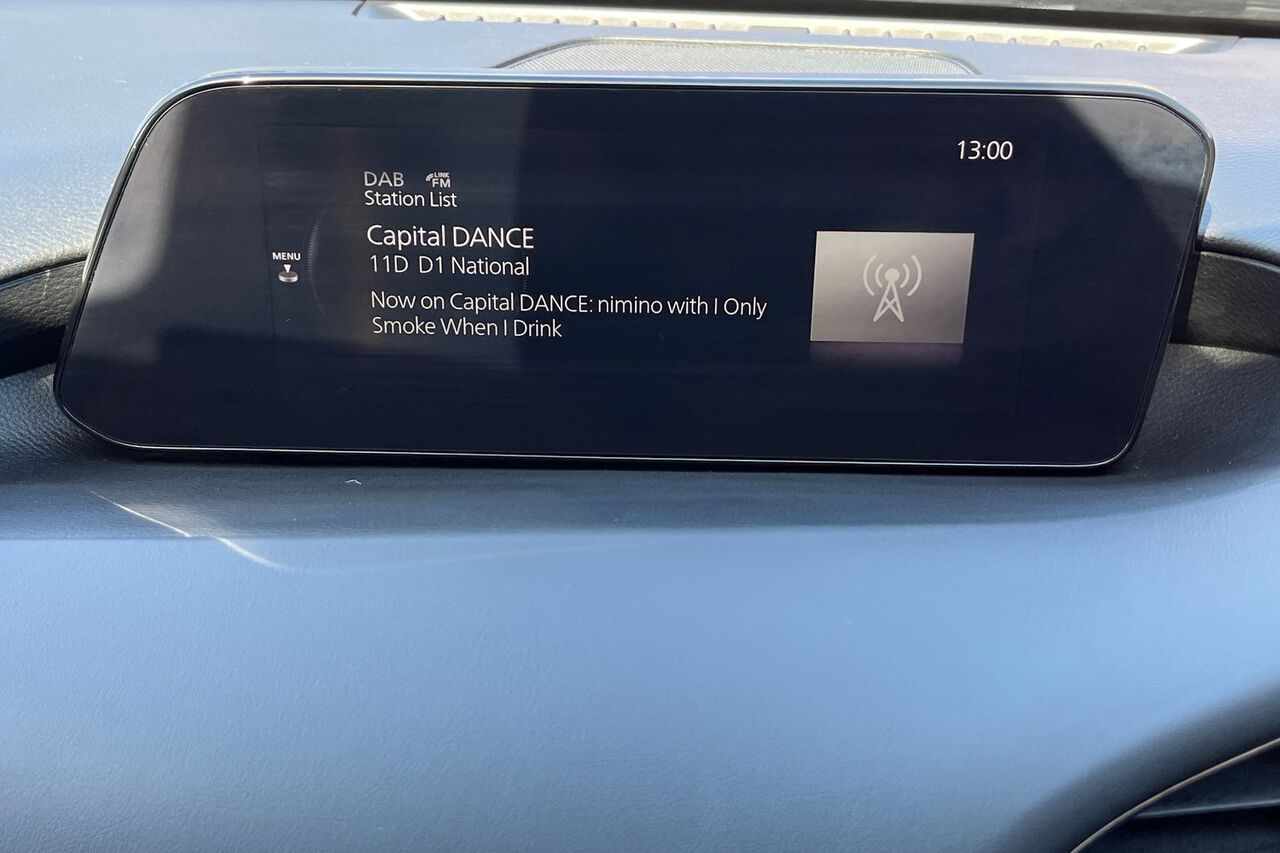 13:00
DAB LINK FM
Station List
Capital DANCE
MENU
11D D1 National
Now on Capital DANCE: nimino with I Only
Smoke When I Drink